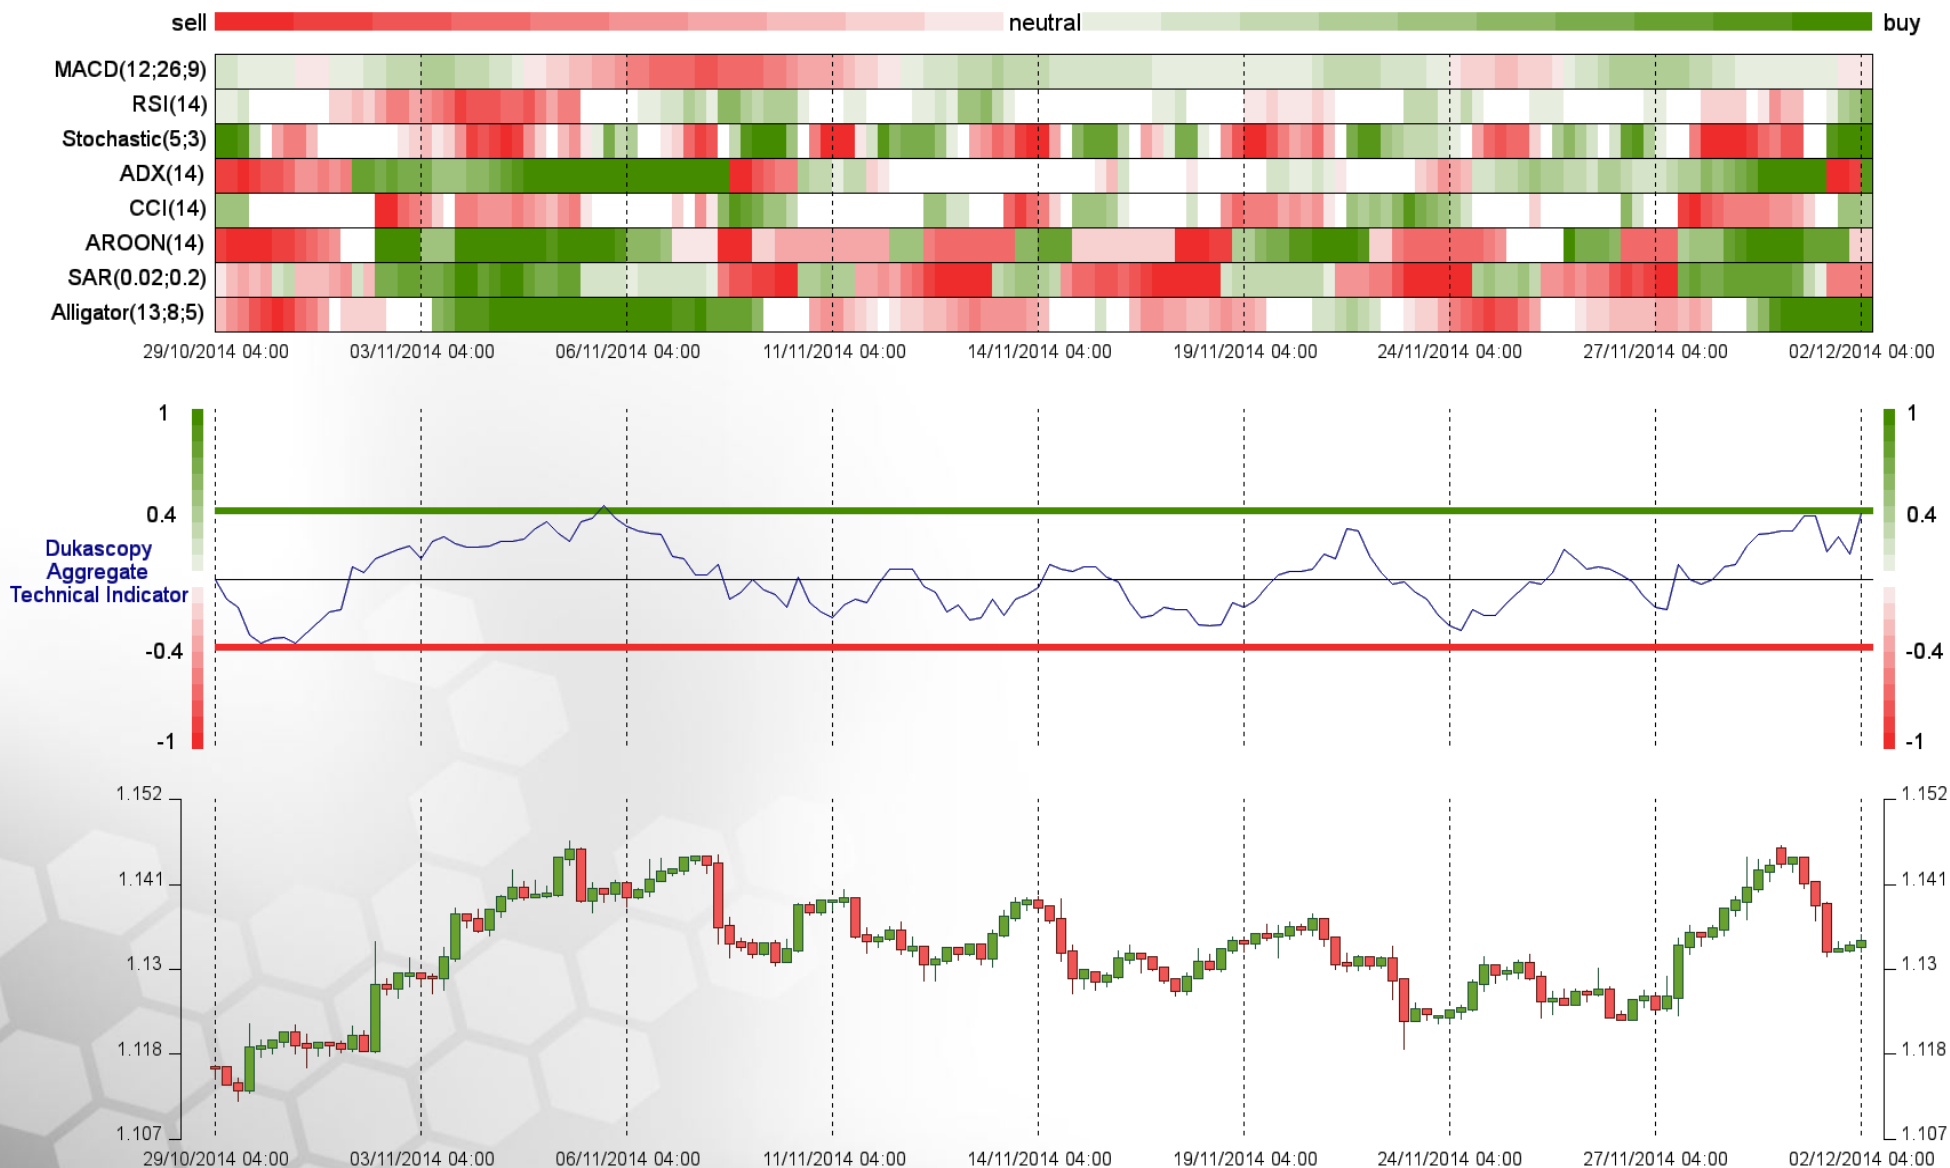 sell neutral buy
MACD(12;26;9)
RSI(14)
Stochastic(5;3)
ADX(14)
CCI(14)
AROON(14)
SAR(0.02;0.2)
Alligator(13;8;5)
29/10/2014 04:00 03/11/2014 04:00 06/11/2014 04:00 11/11/2014 04:00 14/11/2014 04:00 19/11/2014 04:00 24/11/2014 04:00 27/11/2014 04:00 02/12/2014 04:00
1 1
0.4 0.4
Dukascopy
Aggregate
Technical Indicator
-0.4 -0.4
-1 -1
1.152 1.152
1.141 1.141
1.13 1.13
1.118 1.118
1.107 1.107
29/10/2014 04:00 03/11/2014 04:00 06/11/2014 04:00 11/11/2014 04:00 14/11/2014 04:00 19/11/2014 04:00 24/11/2014 04:00 27/11/2014 04:00 02/12/2014 04:00